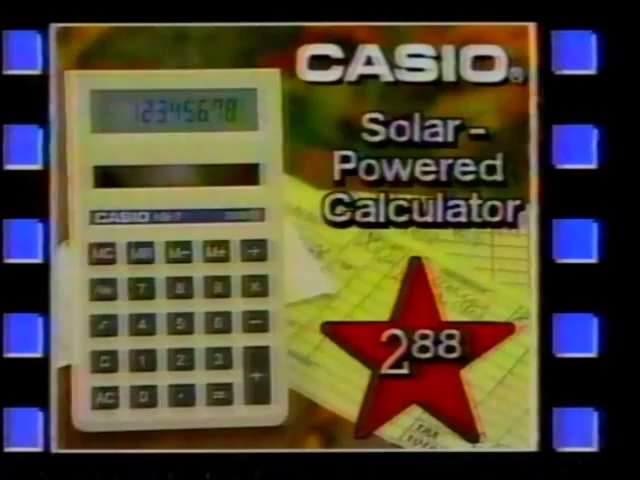 CASIO®
Solar-
Powered
Calculator
2 88
12345678
CASIO
MC MR M- M+ ÷
% 7 8 9 ×
√ 4 5 6 −
C 1 2 3
AC 0 · = +
TAX